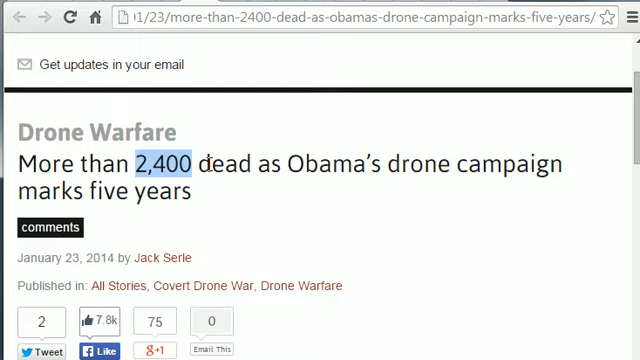 01/23/more-than-2400-dead-as-obamas-drone-campaign-marks-five-years/
Get updates in your email
Drone Warfare
More than 2,400 dead as Obama's drone campaign
marks five years
comments
January 23, 2014 by Jack Serle
Published in: All Stories, Covert Drone War, Drone Warfare
2 7.8k 75 0
Tweet Like g+1 Email This